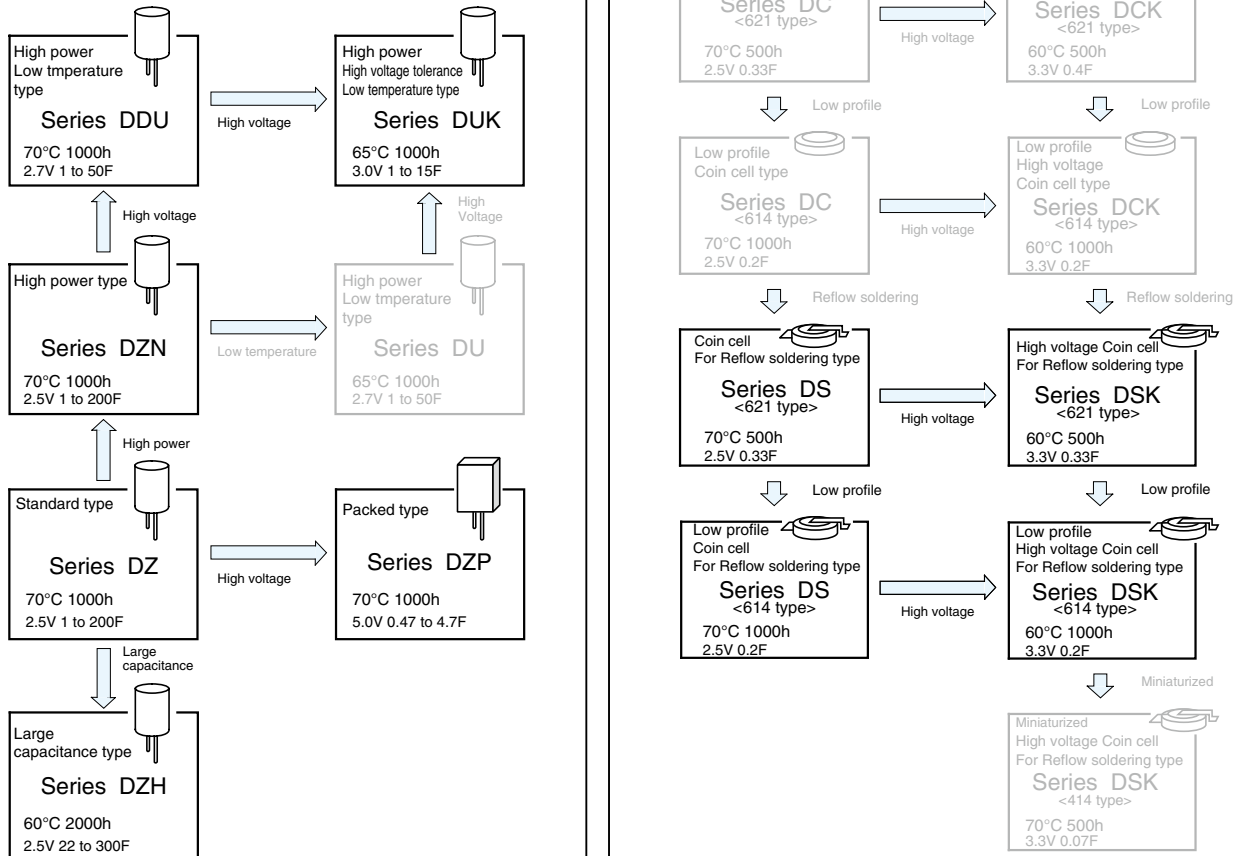 High power
Low tmperature
type
Series DDU
70°C 1000h
2.7V 1 to 50F
High voltage
High power
High voltage tolerance
Low temperature type
Series DUK
65°C 1000h
3.0V 1 to 15F
High voltage
High
Voltage
High power type
Series DZN
70°C 1000h
2.5V 1 to 200F
Low temperature
High power
Low tmperature
type
Series DU
65°C 1000h
2.7V 1 to 50F
High power
Standard type
Series DZ
70°C 1000h
2.5V 1 to 200F
High voltage
Packed type
Series DZP
70°C 1000h
5.0V 0.47 to 4.7F
Large
capacitance
Large
capacitance type
Series DZH
60°C 2000h
2.5V 22 to 300F
Series DC
<621 type>
70°C 500h
2.5V 0.33F
High voltage
Series DCK
<621 type>
60°C 500h
3.3V 0.4F
Low profile
Low profile
Low profile
Coin cell type
Series DC
<614 type>
70°C 1000h
2.5V 0.2F
High voltage
Low profile
High voltage
Coin cell type
Series DCK
<614 type>
60°C 1000h
3.3V 0.2F
Reflow soldering
Reflow soldering
Coin cell
For Reflow soldering type
Series DS
<621 type>
70°C 500h
2.5V 0.33F
High voltage
High voltage Coin cell
For Reflow soldering type
Series DSK
<621 type>
60°C 500h
3.3V 0.33F
Low profile
Low profile
Low profile
Coin cell
For Reflow soldering type
Series DS
<614 type>
70°C 1000h
2.5V 0.2F
High voltage
Low profile
High voltage Coin cell
For Reflow soldering type
Series DSK
<614 type>
60°C 1000h
3.3V 0.2F
Miniaturized
Miniaturized
High voltage Coin cell
For Reflow soldering type
Series DSK
<414 type>
70°C 500h
3.3V 0.07F